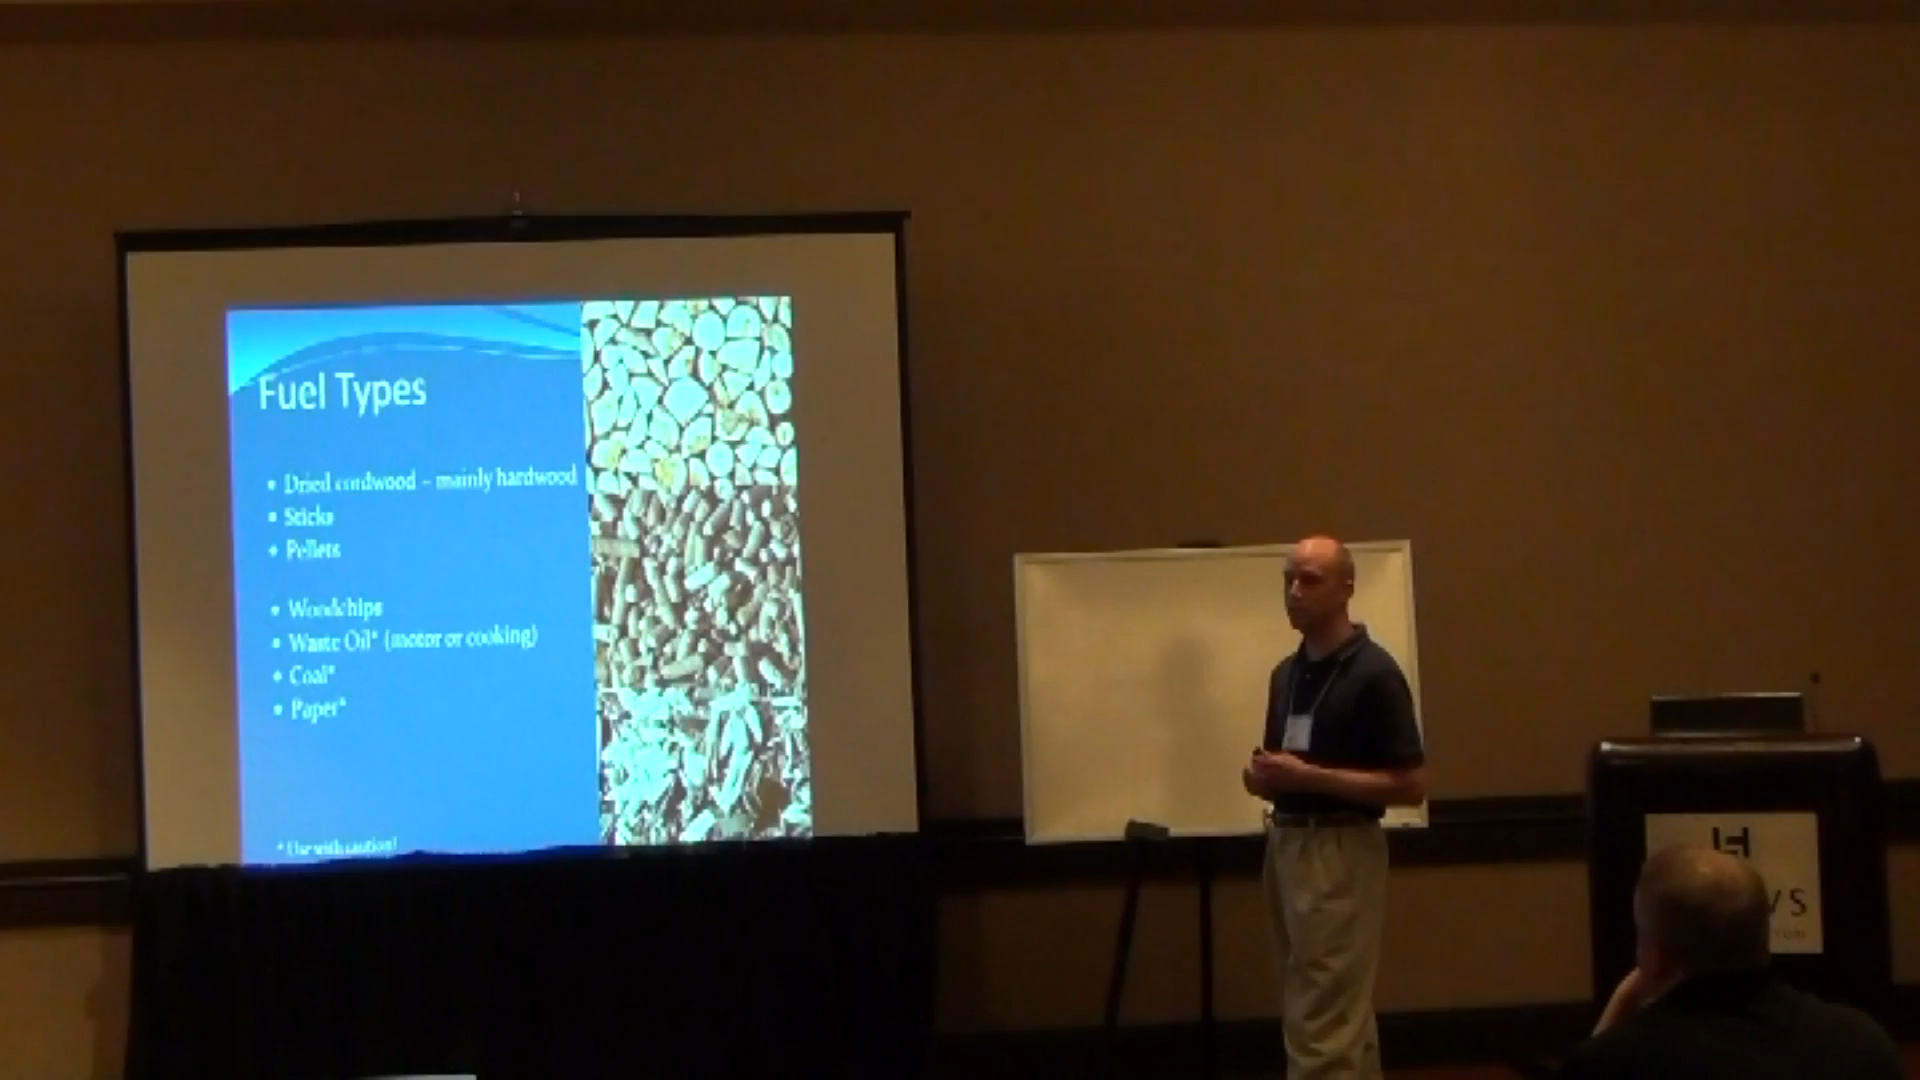 Fuel Types
• Dried cordwood – mainly hardwood
• Sticks
• Pellets
• Woodchips
• Waste Oil* (motor or cooking)
• Coal*
• Paper*
* Use with caution!
VS